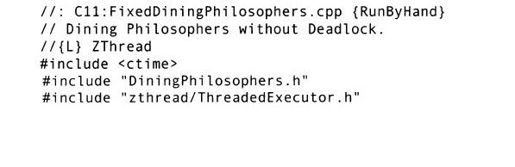 //: C11:FixedDiningPhilosophers.cpp {RunByHand}
// Dining Philosophers without Deadlock.
//{L} ZThread
#include <ctime>
#include "DiningPhilosophers.h"
#include "zthread/ThreadedExecutor.h"